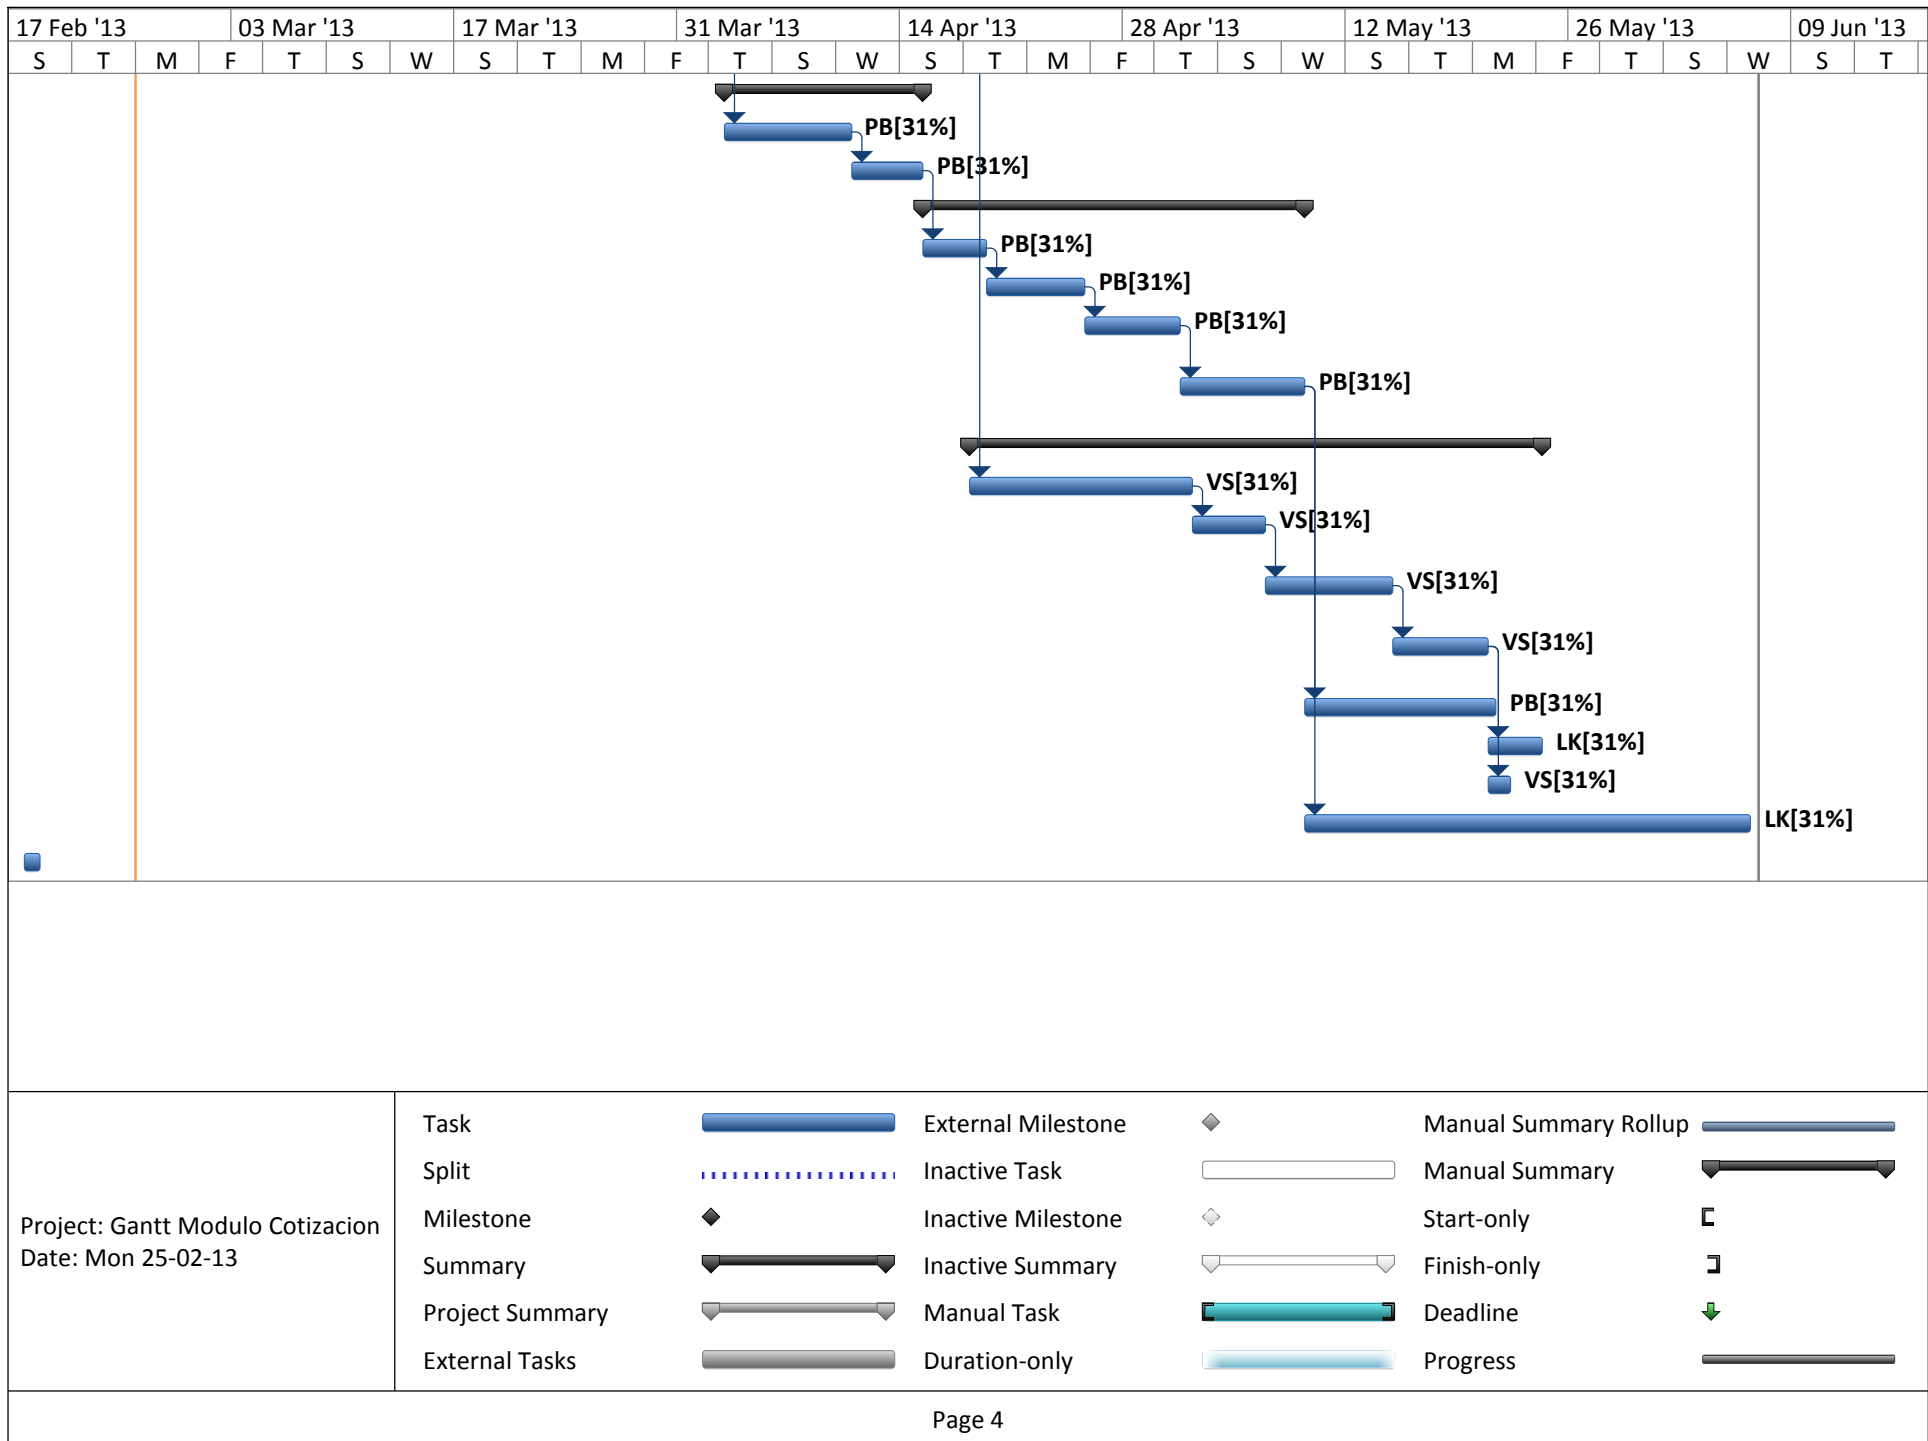 17 Feb '13 03 Mar '13 17 Mar '13 31 Mar '13 14 Apr '13 28 Apr '13 12 May '13 26 May '13 09 Jun '13
S T M F T S W S T M F T S W S T M F T S W S T M F T S W S T
PB[31%]
PB[31%]
PB[31%]
PB[31%]
PB[31%]
PB[31%]
VS[31%]
VS[31%]
VS[31%]
VS[31%]
PB[31%]
LK[31%]
VS[31%]
LK[31%]
Project: Gantt Modulo Cotizacion
Date: Mon 25-02-13
Task
Split
Milestone
Summary
Project Summary
External Tasks
External Milestone
Inactive Task
Inactive Milestone
Inactive Summary
Manual Task
Duration-only
Manual Summary Rollup
Manual Summary
Start-only
Finish-only
Deadline
Progress
Page 4